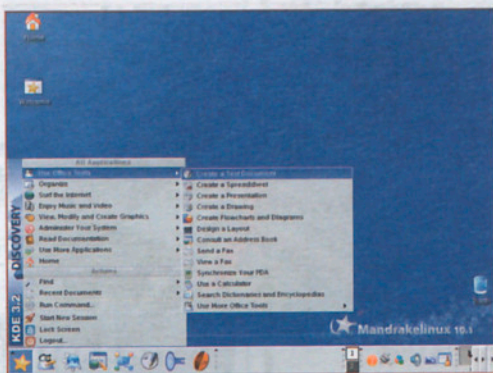 Home
Welcome
All Applications
Use Office Tools
Organize
Surf the Internet
Enjoy Music and Video
View, Modify and Create Graphics
Administer Your System
Read Documentation
Use More Applications
Home
Actions
Find
Recent Documents
Run Command...
Start New Session
Lock Screen
Logout...
KDE 3.2 DISCOVERY
Create a Text Document
Create a Spreadsheet
Create a Presentation
Create a Drawing
Create Flowcharts and Diagrams
Design a Layout
Consult an Address Book
Send a Fax
View a Fax
Synchronize Your PDA
Use a Calculator
Search Dictionaries and Encyclopedias
Use More Office Tools
Mandrakelinux 10.1
1